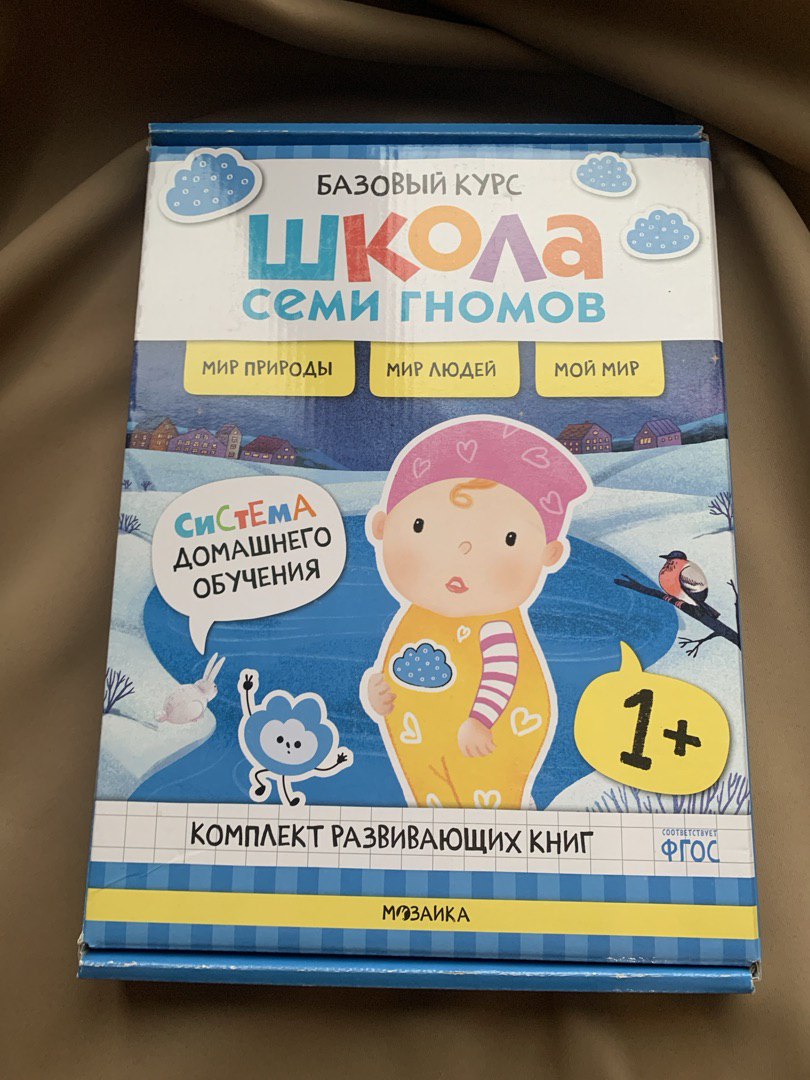 БАЗОВЫЙ КУРС
ШКОЛА
СЕМИ ГНОМОВ
МИР ПРИРОДЫ
МИР ЛЮДЕЙ
МОЙ МИР
СИСТЕМА
ДОМАШНЕГО
ОБУЧЕНИЯ
1+
КОМПЛЕКТ РАЗВИВАЮЩИХ КНИГ
СООТВЕТСТВУЕТ
ФГОС
МОЗАИКА